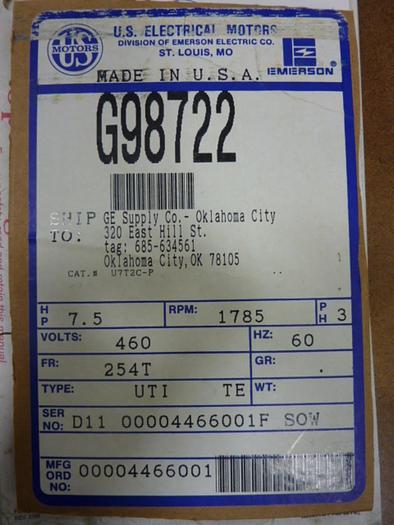 U.S. ELECTRICAL MOTORS
DIVISION OF EMERSON ELECTRIC CO.
ST. LOUIS, MO
US
MOTORS
EMERSON
MADE IN U.S.A.
G98722
SHIP TO: GE Supply Co.- Oklahoma City
320 East Hill St.
tag: 685-634561
Oklahoma City,OK 78105
CAT.# U7T2C-P
HP 7.5 RPM: 1785 PH 3
VOLTS: 460 HZ: 60
FR: 254T GR:
TYPE: UTI TE WT:
SER NO: D11 00004466001F SOW
MFG ORD NO: 00004466001